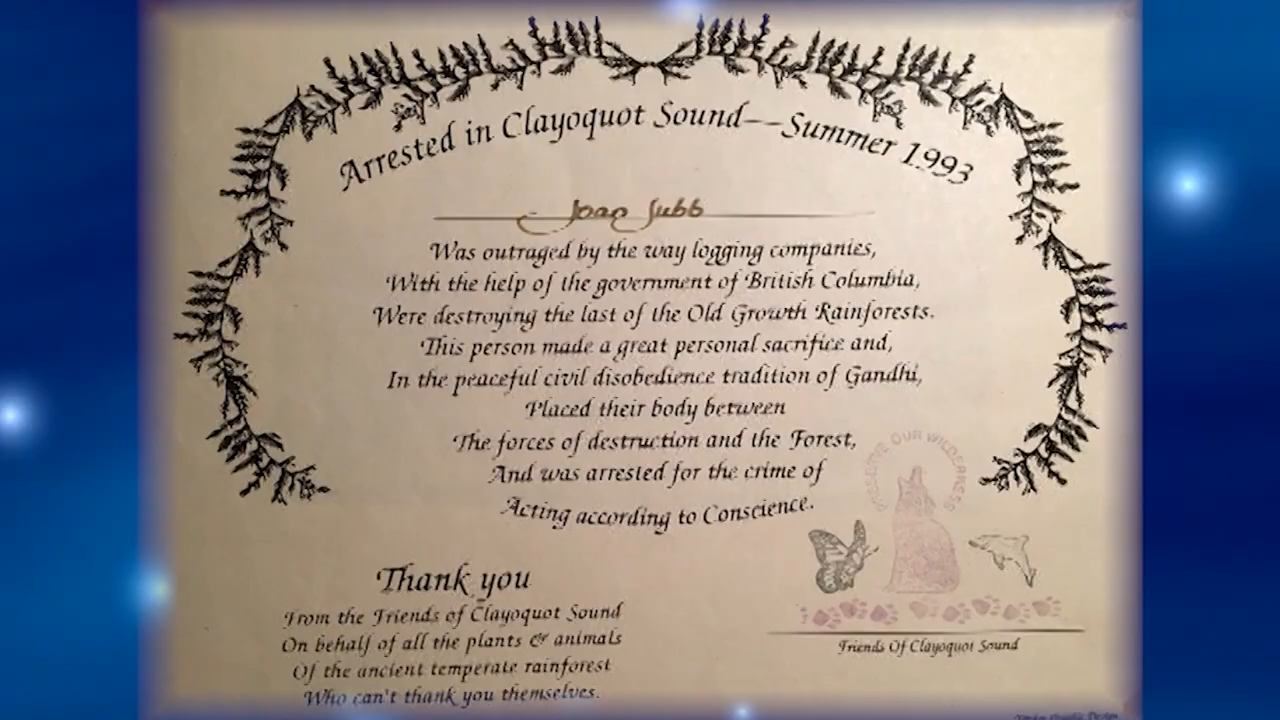 Arrested in Clayoquot Sound--Summer 1993
Joan
Was outraged by the way logging companies,
With the help of the government of British Columbia,
Were destroying the last of the Old Growth Rainforests.
This person made a great personal sacrifice and,
In the peaceful civil disobedience tradition of Gandhi,
Placed their body between
The forces of destruction and the Forest,
And was arrested for the crime of
Acting according to Conscience.
PRESERVE OUR WILDERNESS
Thank you
From the Friends of Clayoquot Sound
On behalf of all the plants & animals
Of the ancient temperate rainforest
Who can't thank you themselves.
Friends Of Clayoquot Sound